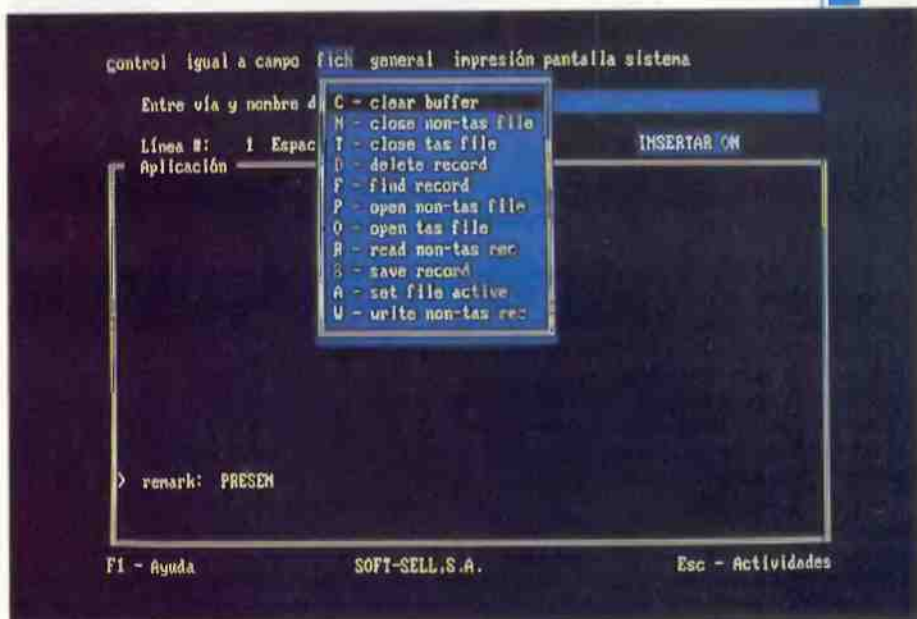 control igual a campo fich general impresión pantalla sistema
Entre vía y nombre d
Línea #: 1 Espac INSERTAR ON
Aplicación
C - clear buffer
N - close non-tas file
T - close tas file
D - delete record
F - find record
P - open non-tas file
O - open tas file
R - read non-tas rec
S - save record
A - set file active
W - write non-tas rec
> remark: PRESEN
F1 - Ayuda SOFT-SELL,S.A. Esc - Actividades